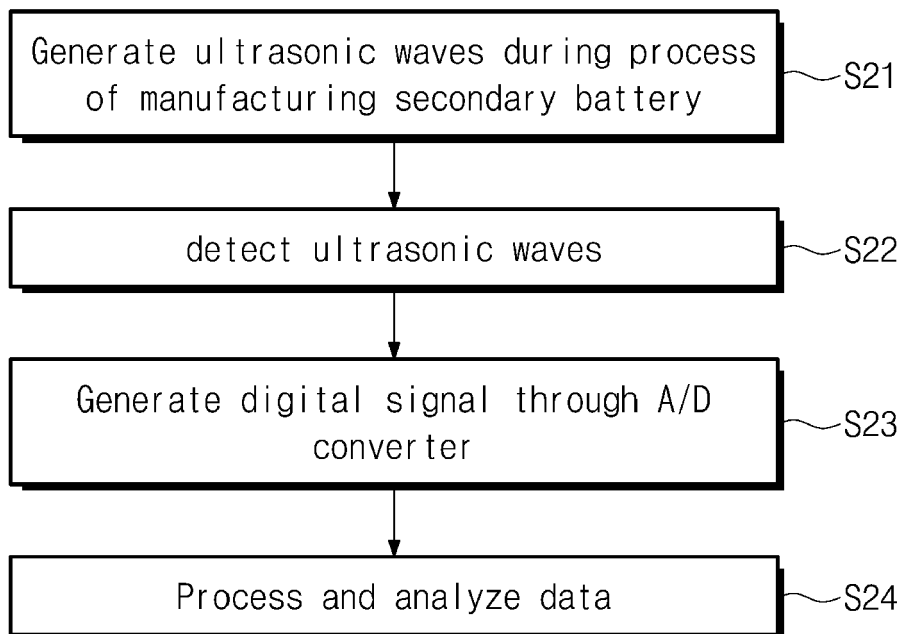 Generate ultrasonic waves during process
of manufacturing secondary battery
S21
detect ultrasonic waves
S22
Generate digital signal through A/D
converter
S23
Process and analyze data
S24